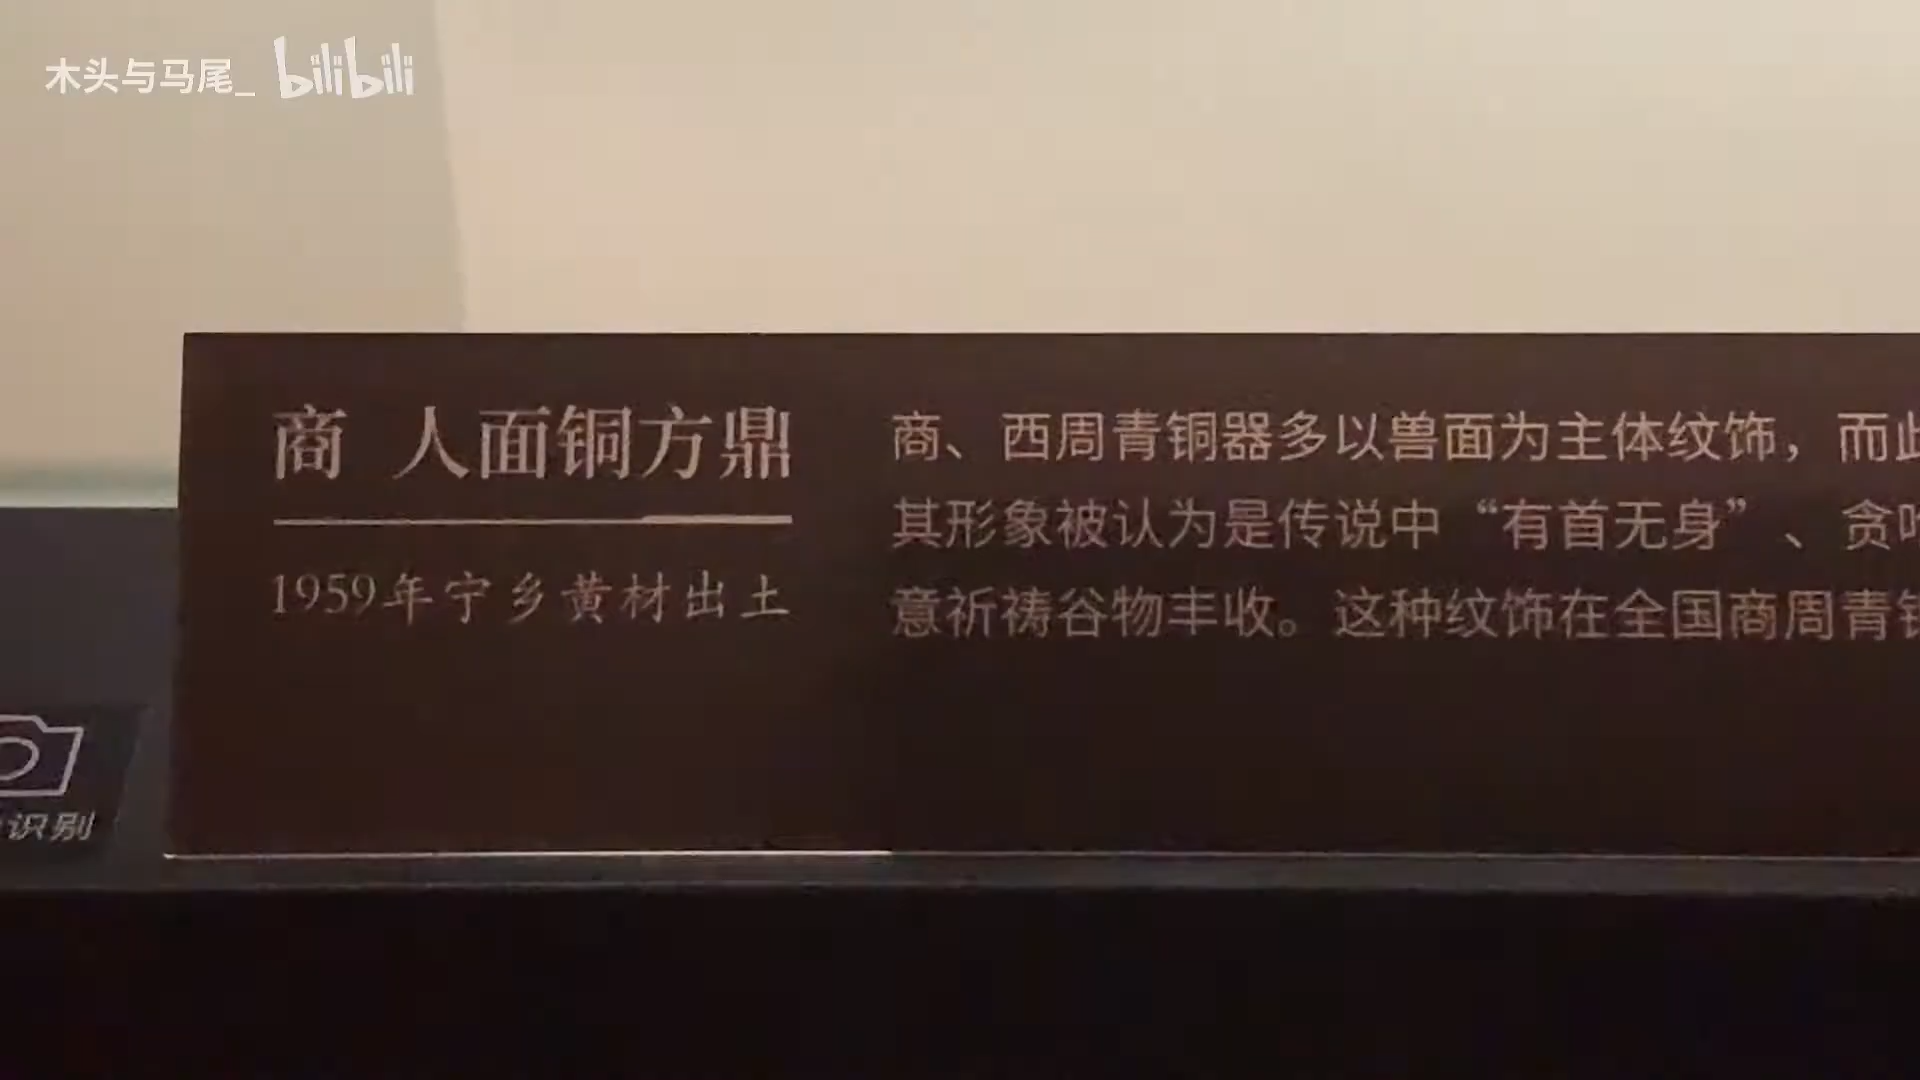 木头与马尾_ bilibili
商 人面铜方鼎
1959年宁乡黄材出土
商、西周青铜器多以兽面为主体纹饰，而
其形象被认为是传说中“有首无身”、贪
意祈祷谷物丰收。这种纹饰在全国商周青
识别